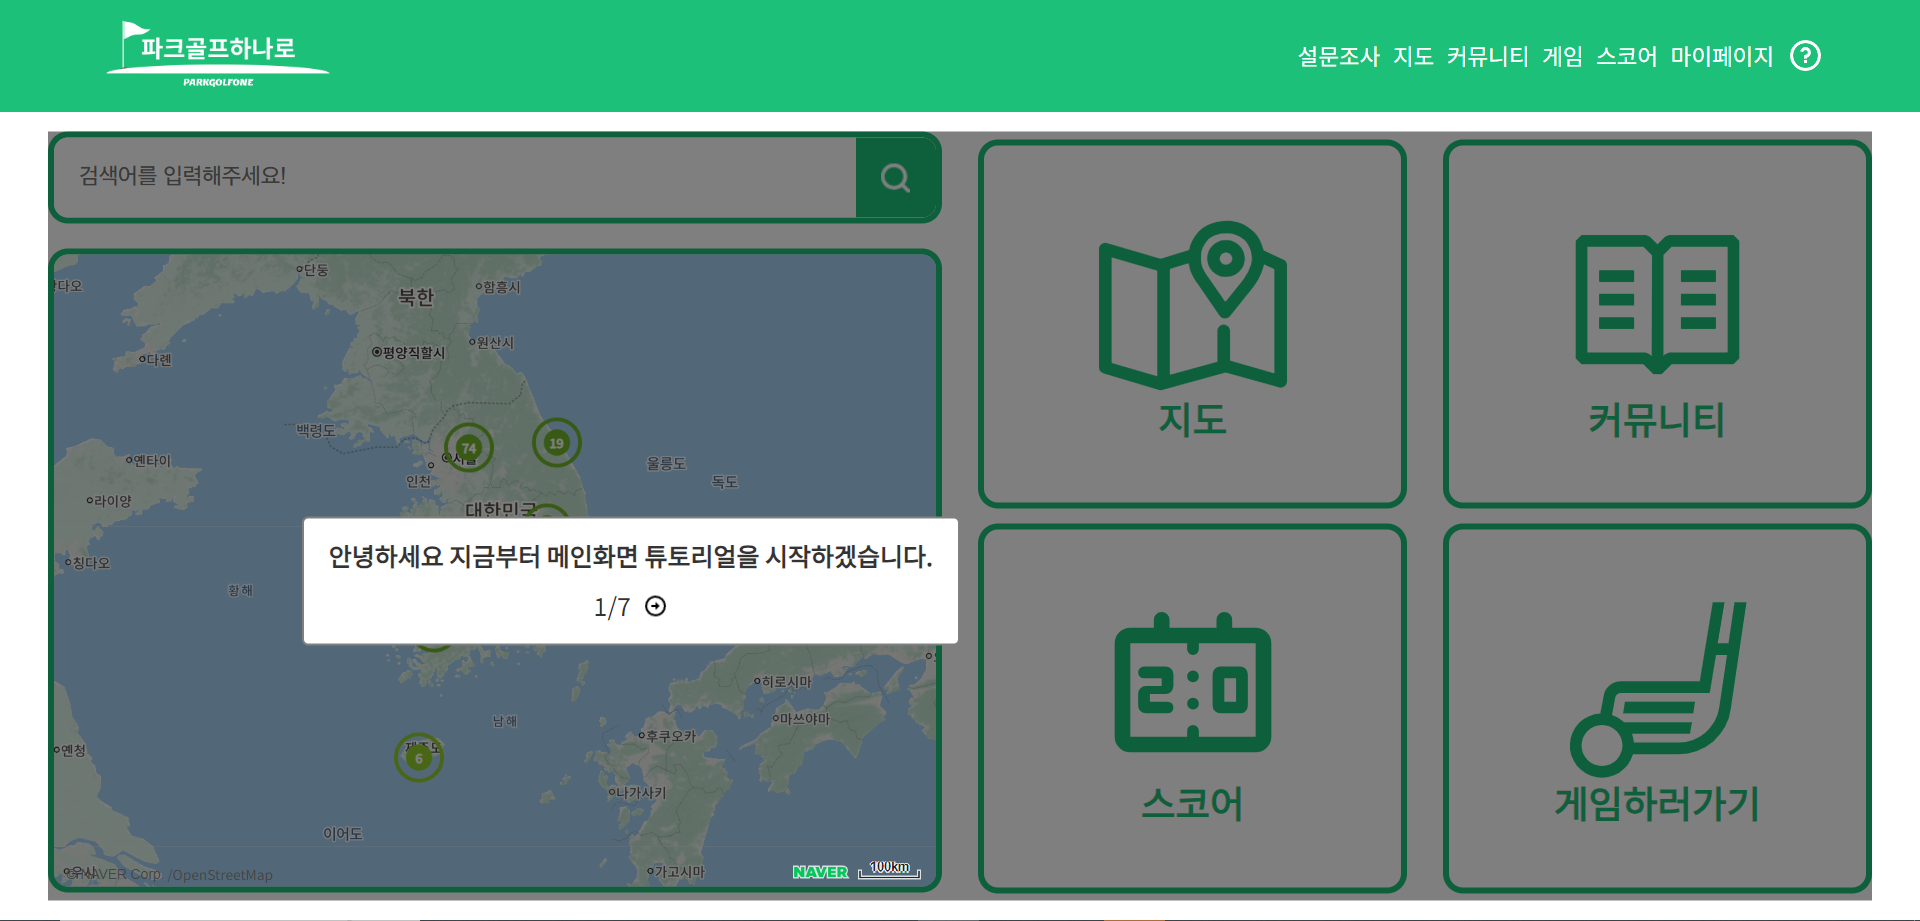 파크골프하나로
PARKGOLFONE
설문조사 지도 커뮤니티 게임 스코어 마이페이지 ?
검색어를 입력해주세요!
단둥
다오
북한
함흥시
원산시
평양직할시
다롄
백령도
74
19
서울
인천
울릉도
독도
옌타이
라이양
대한민국
칭다오
황해
안녕하세요 지금부터 메인화면 튜토리얼을 시작하겠습니다.
1/7
히로시마
마쓰야마
남해
후쿠오카
옌청
제주도
6
나가사키
이어도
가고시마
© NAVER Corp. /OpenStreetMap
NAVER
100km
지도
커뮤니티
2:0
스코어
게임하러가기